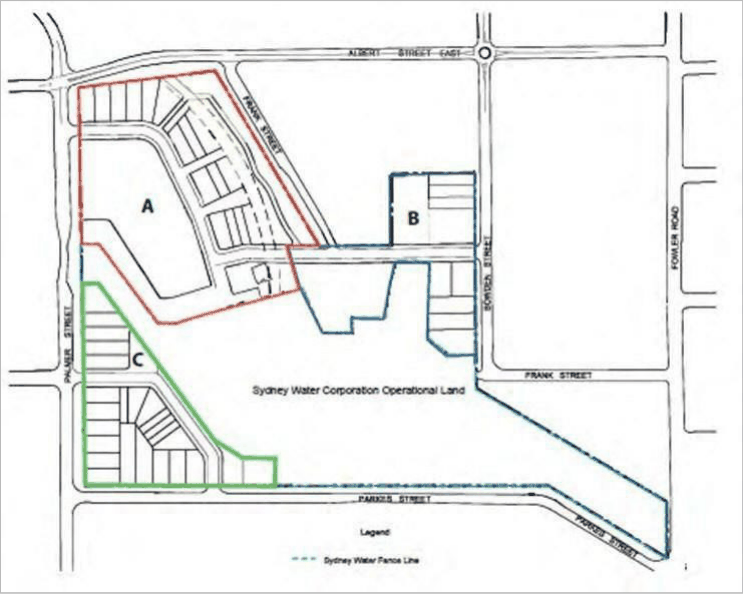 ALBERT STREET EAST
FRANK STREET
A
B
BORDER STREET
FOWLER ROAD
PALMER STREET
C
FRANK STREET
Sydney Water Corporation Operational Land
PARKES STREET
PARKES STREET
Legend
Sydney Water Fence Line